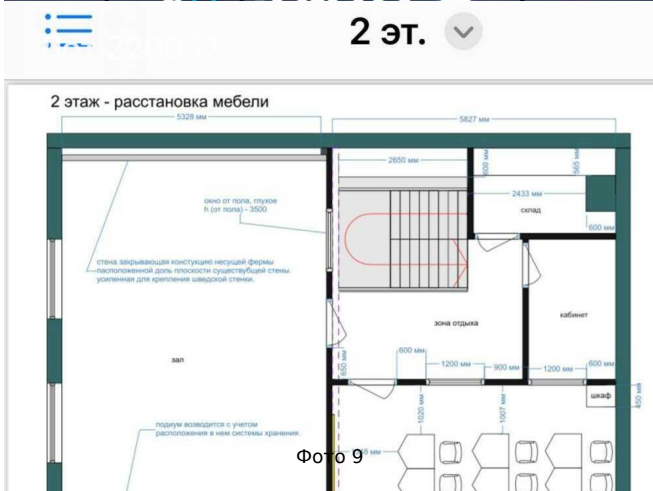 2 эт.
2 этаж - расстановка мебели
5328 мм
5827 мм
2650 мм
600 мм
565 мм
2433 мм
склад
600 мм
окно от пола, глухое
h (от пола) - 3500
стена закрывающая констукцию несущей фермы
распоноженной доль плоскости существубщей стены.
усиленная для крепления шведской стенки.
зона отдыха
кабинет
зал
650 мм
600 мм
1200 мм
900 мм
1200 мм
600 мм
шкаф
450 мм
1020 мм
1007 мм
подиум возводится с учетом
расположения в нем системы хранения.
Фото 9